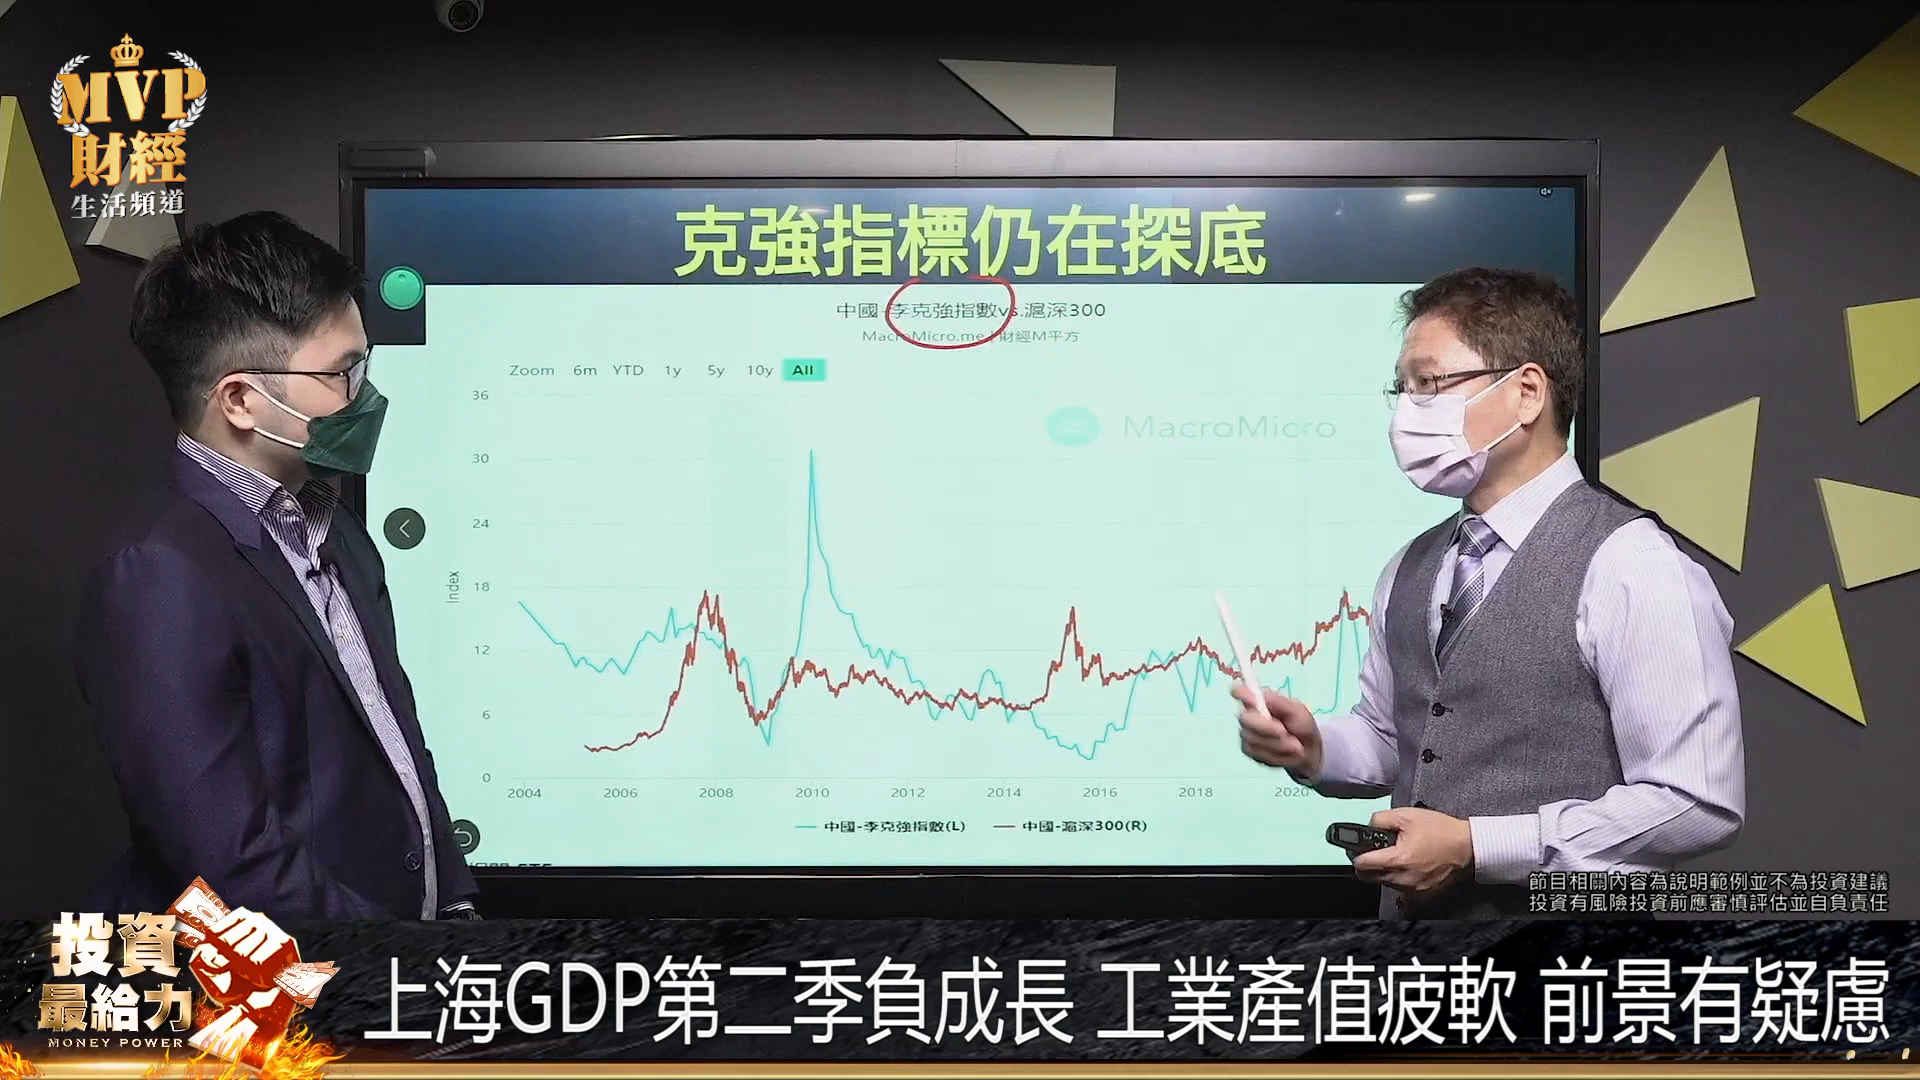 MVP
財經
生活頻道
克強指標仍在探底
中國-李克強指數vs.滬深300
MacroMicro.me | 財經M平方
Zoom 6m YTD 1y 5y 10y All
MacroMicro
Index
36
30
24
18
12
6
0
2004 2006 2008 2010 2012 2014 2016 2018 2020
中國-李克強指數(L) 中國-滬深300(R)
節目相關內容為說明範例並不為投資建議
投資有風險投資前應審慎評估並自負責任
投資
最給力
MONEY POWER
上海GDP第二季負成長 工業產值疲軟 前景有疑慮